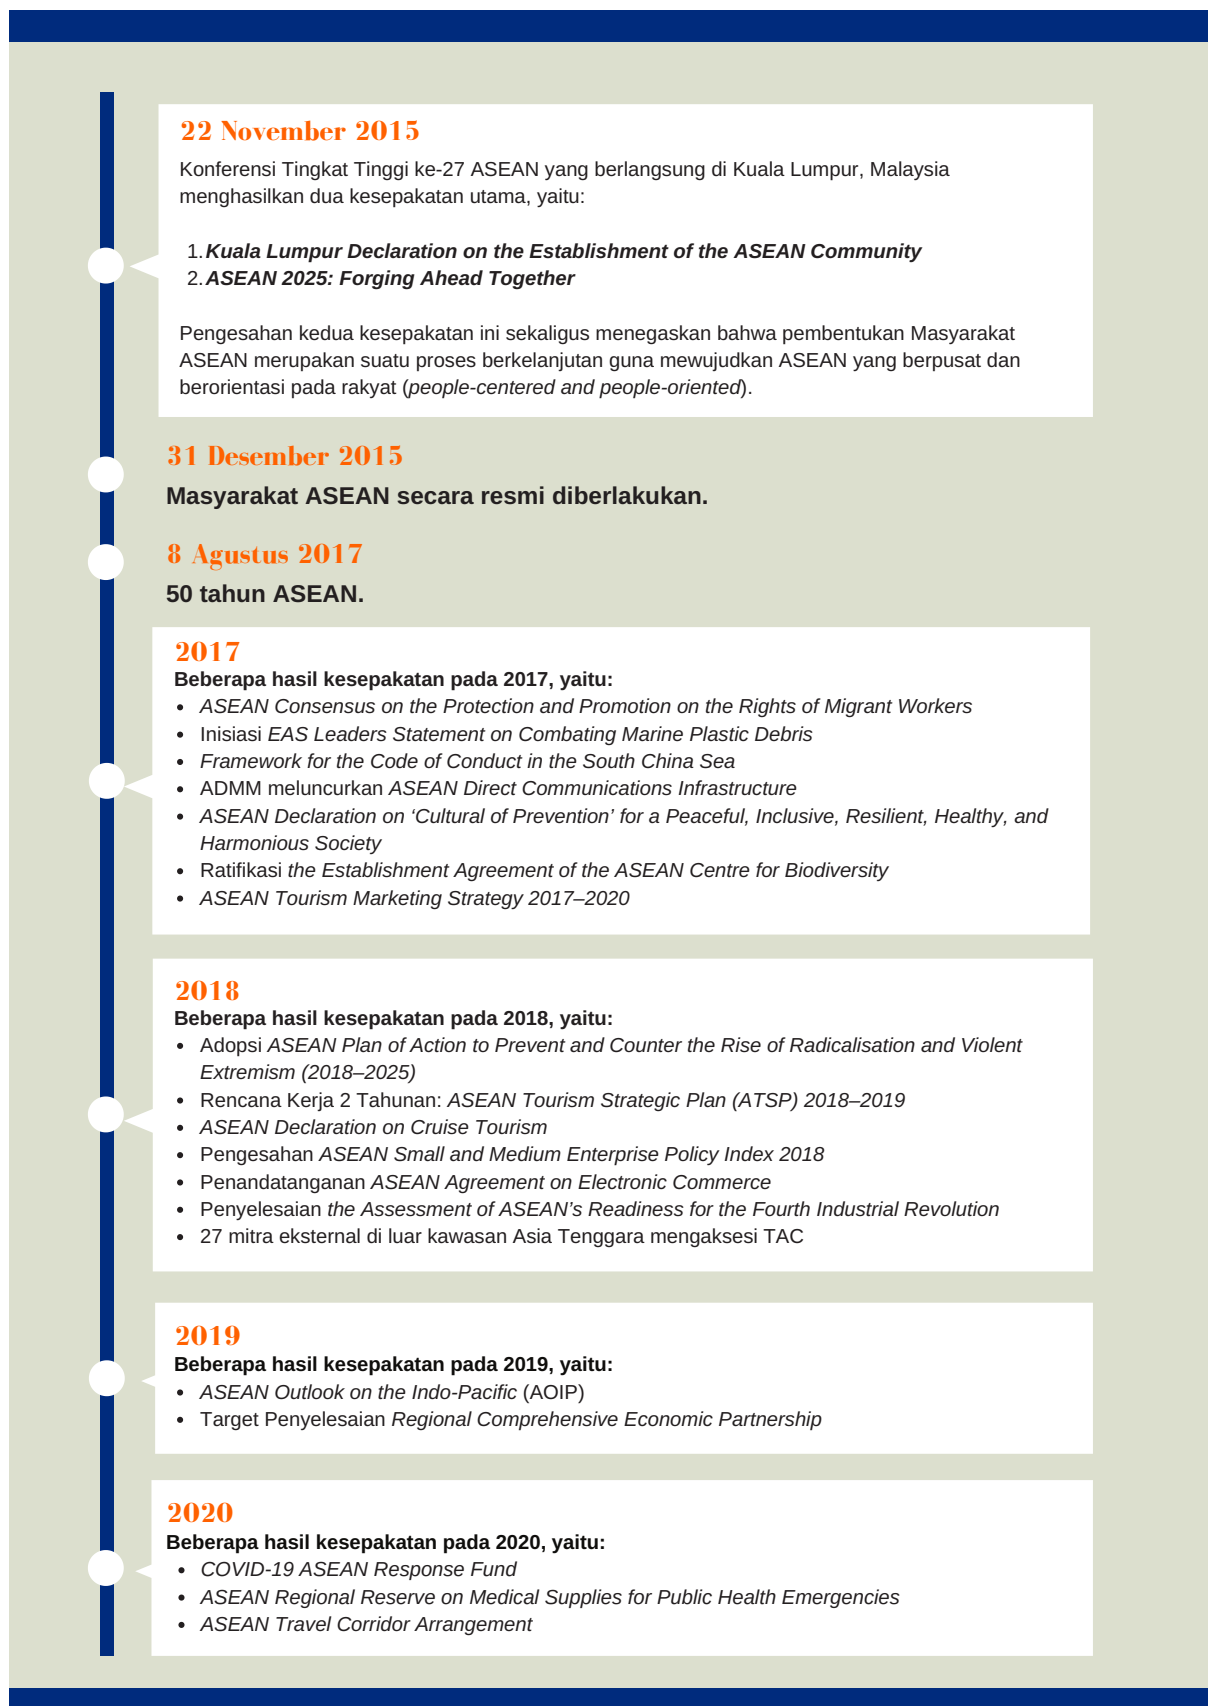 22 November 2015
Konferensi Tingkat Tinggi ke-27 ASEAN yang berlangsung di Kuala Lumpur, Malaysia
menghasilkan dua kesepakatan utama, yaitu:
1. Kuala Lumpur Declaration on the Establishment of the ASEAN Community
2. ASEAN 2025: Forging Ahead Together
Pengesahan kedua kesepakatan ini sekaligus menegaskan bahwa pembentukan Masyarakat
ASEAN merupakan suatu proses berkelanjutan guna mewujudkan ASEAN yang berpusat dan
berorientasi pada rakyat (people-centered and people-oriented).
31 Desember 2015
Masyarakat ASEAN secara resmi diberlakukan.
8 Agustus 2017
50 tahun ASEAN.
2017
Beberapa hasil kesepakatan pada 2017, yaitu:
• ASEAN Consensus on the Protection and Promotion on the Rights of Migrant Workers
• Inisiasi EAS Leaders Statement on Combating Marine Plastic Debris
• Framework for the Code of Conduct in the South China Sea
• ADMM meluncurkan ASEAN Direct Communications Infrastructure
• ASEAN Declaration on ‘Cultural of Prevention’ for a Peaceful, Inclusive, Resilient, Healthy, and
Harmonious Society
• Ratifikasi the Establishment Agreement of the ASEAN Centre for Biodiversity
• ASEAN Tourism Marketing Strategy 2017–2020
2018
Beberapa hasil kesepakatan pada 2018, yaitu:
• Adopsi ASEAN Plan of Action to Prevent and Counter the Rise of Radicalisation and Violent
Extremism (2018–2025)
• Rencana Kerja 2 Tahunan: ASEAN Tourism Strategic Plan (ATSP) 2018–2019
• ASEAN Declaration on Cruise Tourism
• Pengesahan ASEAN Small and Medium Enterprise Policy Index 2018
• Penandatanganan ASEAN Agreement on Electronic Commerce
• Penyelesaian the Assessment of ASEAN’s Readiness for the Fourth Industrial Revolution
• 27 mitra eksternal di luar kawasan Asia Tenggara mengaksesi TAC
2019
Beberapa hasil kesepakatan pada 2019, yaitu:
• ASEAN Outlook on the Indo-Pacific (AOIP)
• Target Penyelesaian Regional Comprehensive Economic Partnership
2020
Beberapa hasil kesepakatan pada 2020, yaitu:
• COVID-19 ASEAN Response Fund
• ASEAN Regional Reserve on Medical Supplies for Public Health Emergencies
• ASEAN Travel Corridor Arrangement